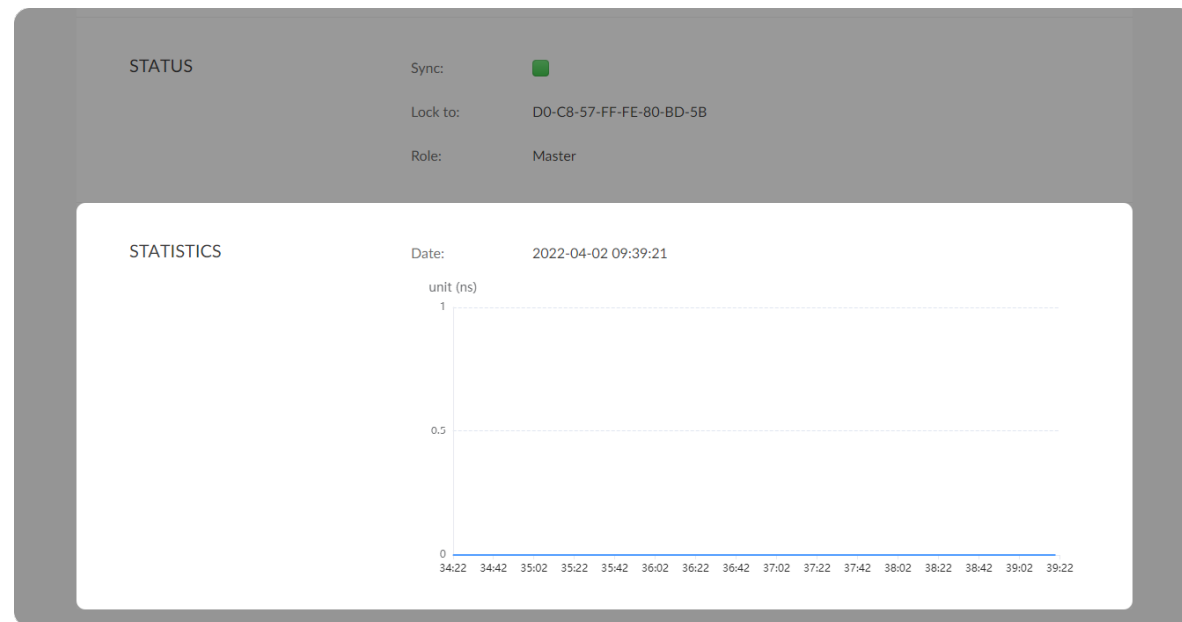 STATUS
Sync:
Lock to: D0-C8-57-FF-FE-80-BD-5B
Role: Master
STATISTICS
Date: 2022-04-02 09:39:21
unit (ns)
1
0.5
0
34:22 34:42 35:02 35:22 35:42 36:02 36:22 36:42 37:02 37:22 37:42 38:02 38:22 38:42 39:02 39:22